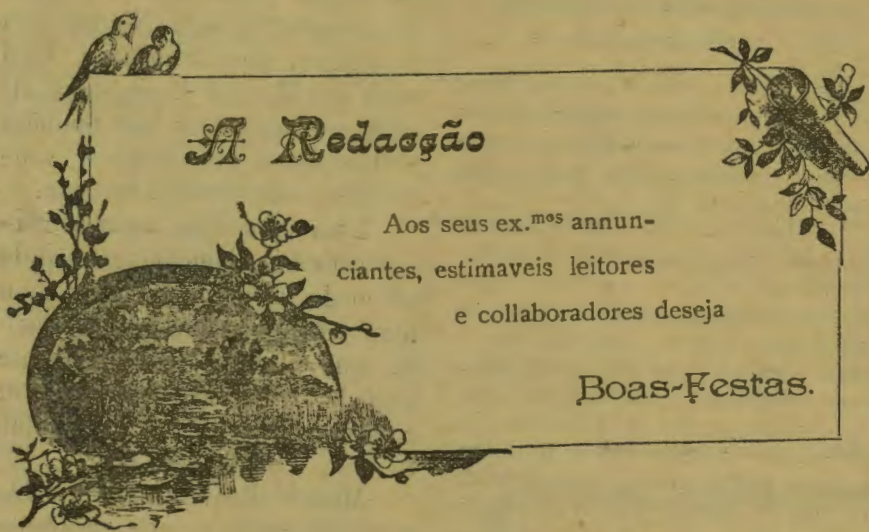 A Redacção
Aos seus ex.mos annun-
ciantes, estimaveis leitores
e collaboradores deseja
Boas-Festas.